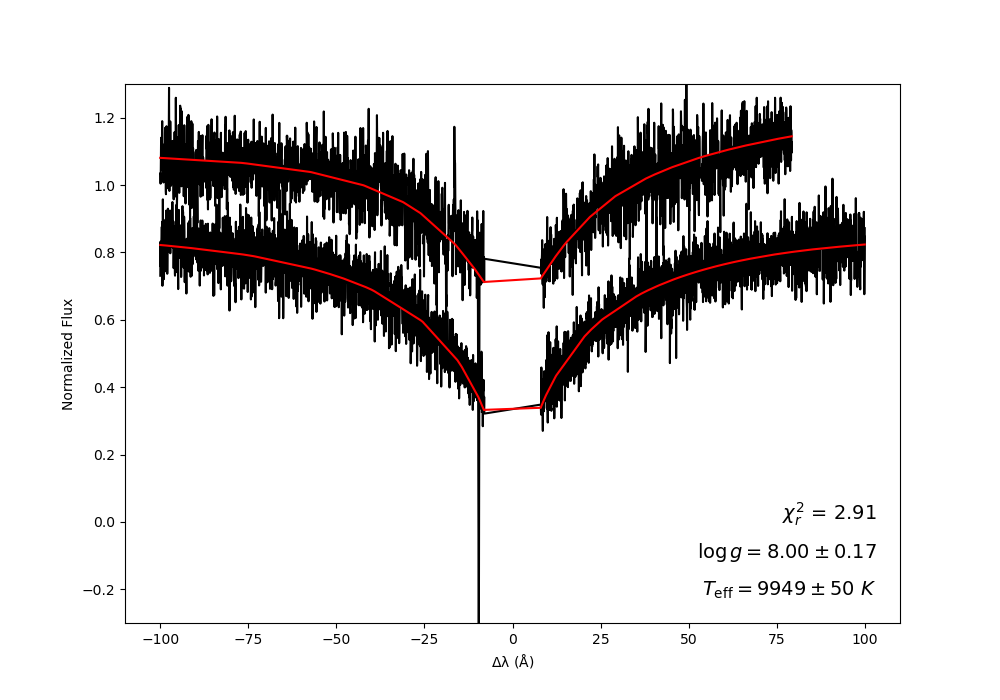 1.2
1.0
0.8
0.6
0.4
0.2
0.0
−0.2
Normalized Flux
χ²ᵣ = 2.91
log g = 8.00 ± 0.17
T_eff = 9949 ± 50 K
−100 −75 −50 −25 0 25 50 75 100
Δλ (Å)